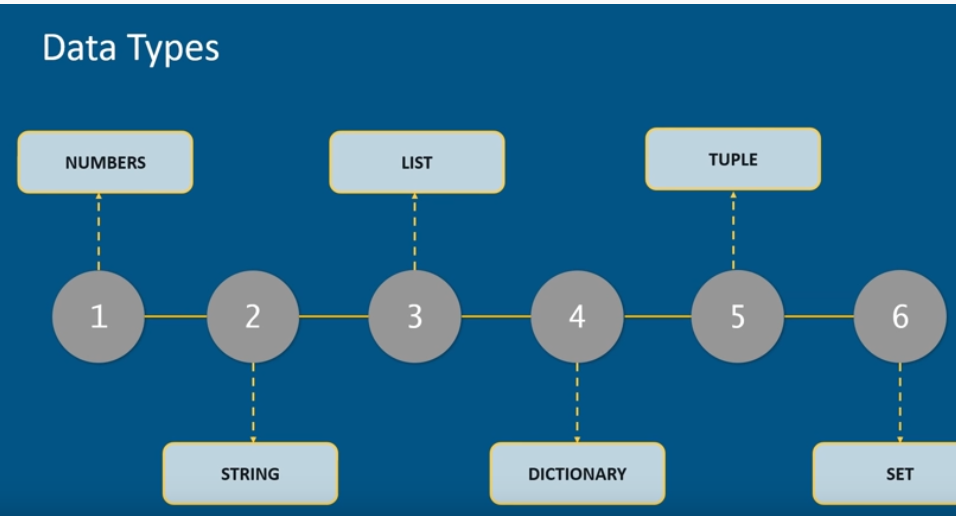 Data Types
NUMBERS
LIST
TUPLE
1
2
3
4
5
6
STRING
DICTIONARY
SET